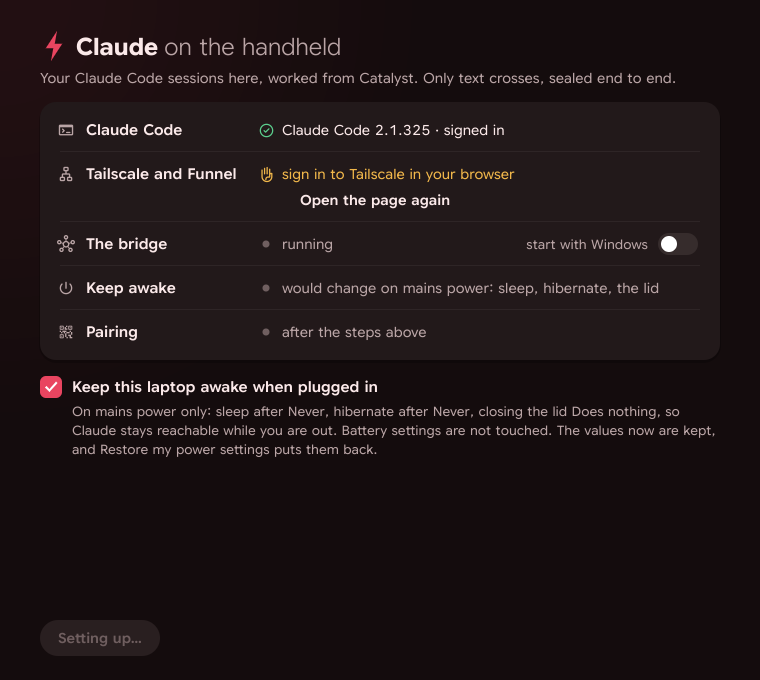 Claude on the handheld
Your Claude Code sessions here, worked from Catalyst. Only text crosses, sealed end to end.
Claude Code Claude Code 2.1.325 · signed in
Tailscale and Funnel sign in to Tailscale in your browser
Open the page again
The bridge running start with Windows
Keep awake would change on mains power: sleep, hibernate, the lid
Pairing after the steps above
Keep this laptop awake when plugged in
On mains power only: sleep after Never, hibernate after Never, closing the lid Does nothing, so
Claude stays reachable while you are out. Battery settings are not touched. The values now are kept,
and Restore my power settings puts them back.
Setting up...